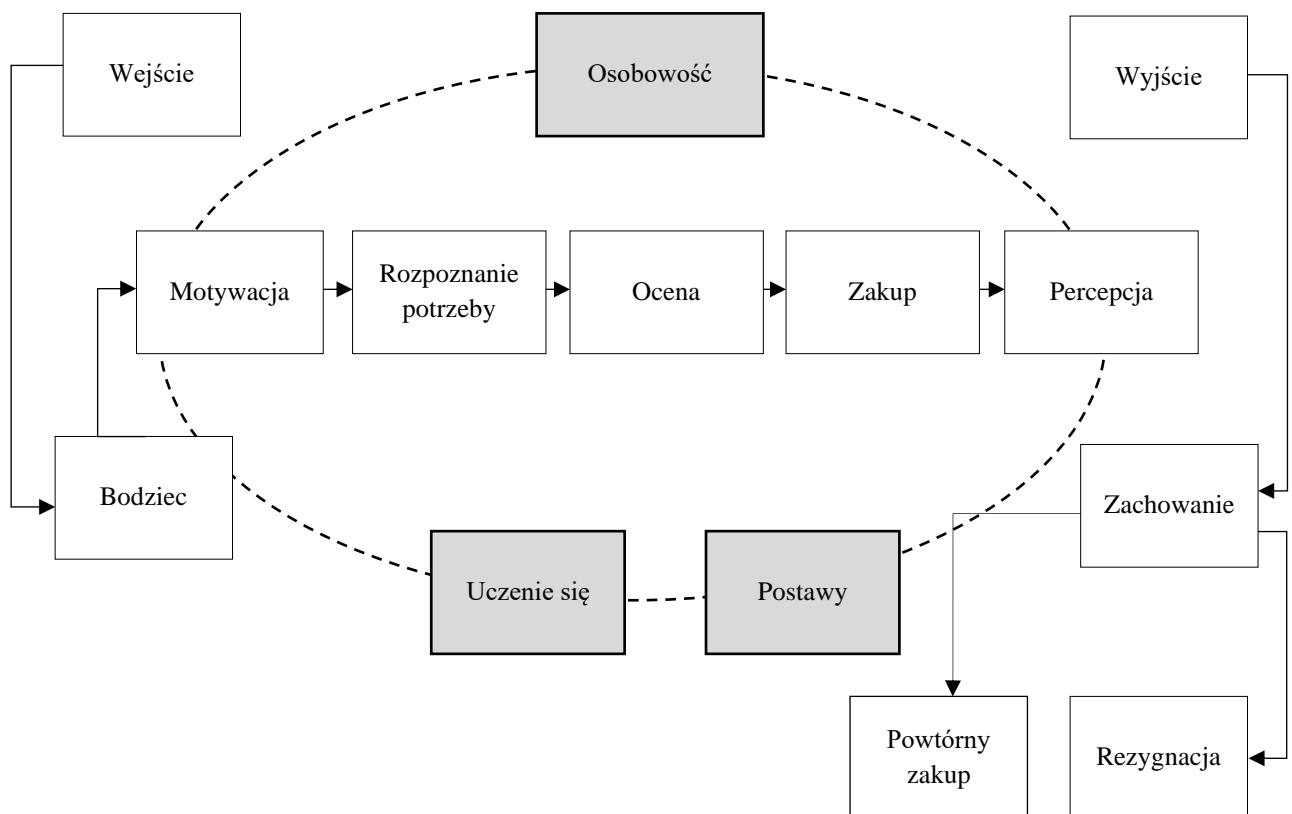 Wejście
Osobowość
Wyjście
Motywacja
Rozpoznanie
potrzeby
Ocena
Zakup
Percepcja
Bodziec
Zachowanie
Uczenie się
Postawy
Powtórny
zakup
Rezygnacja